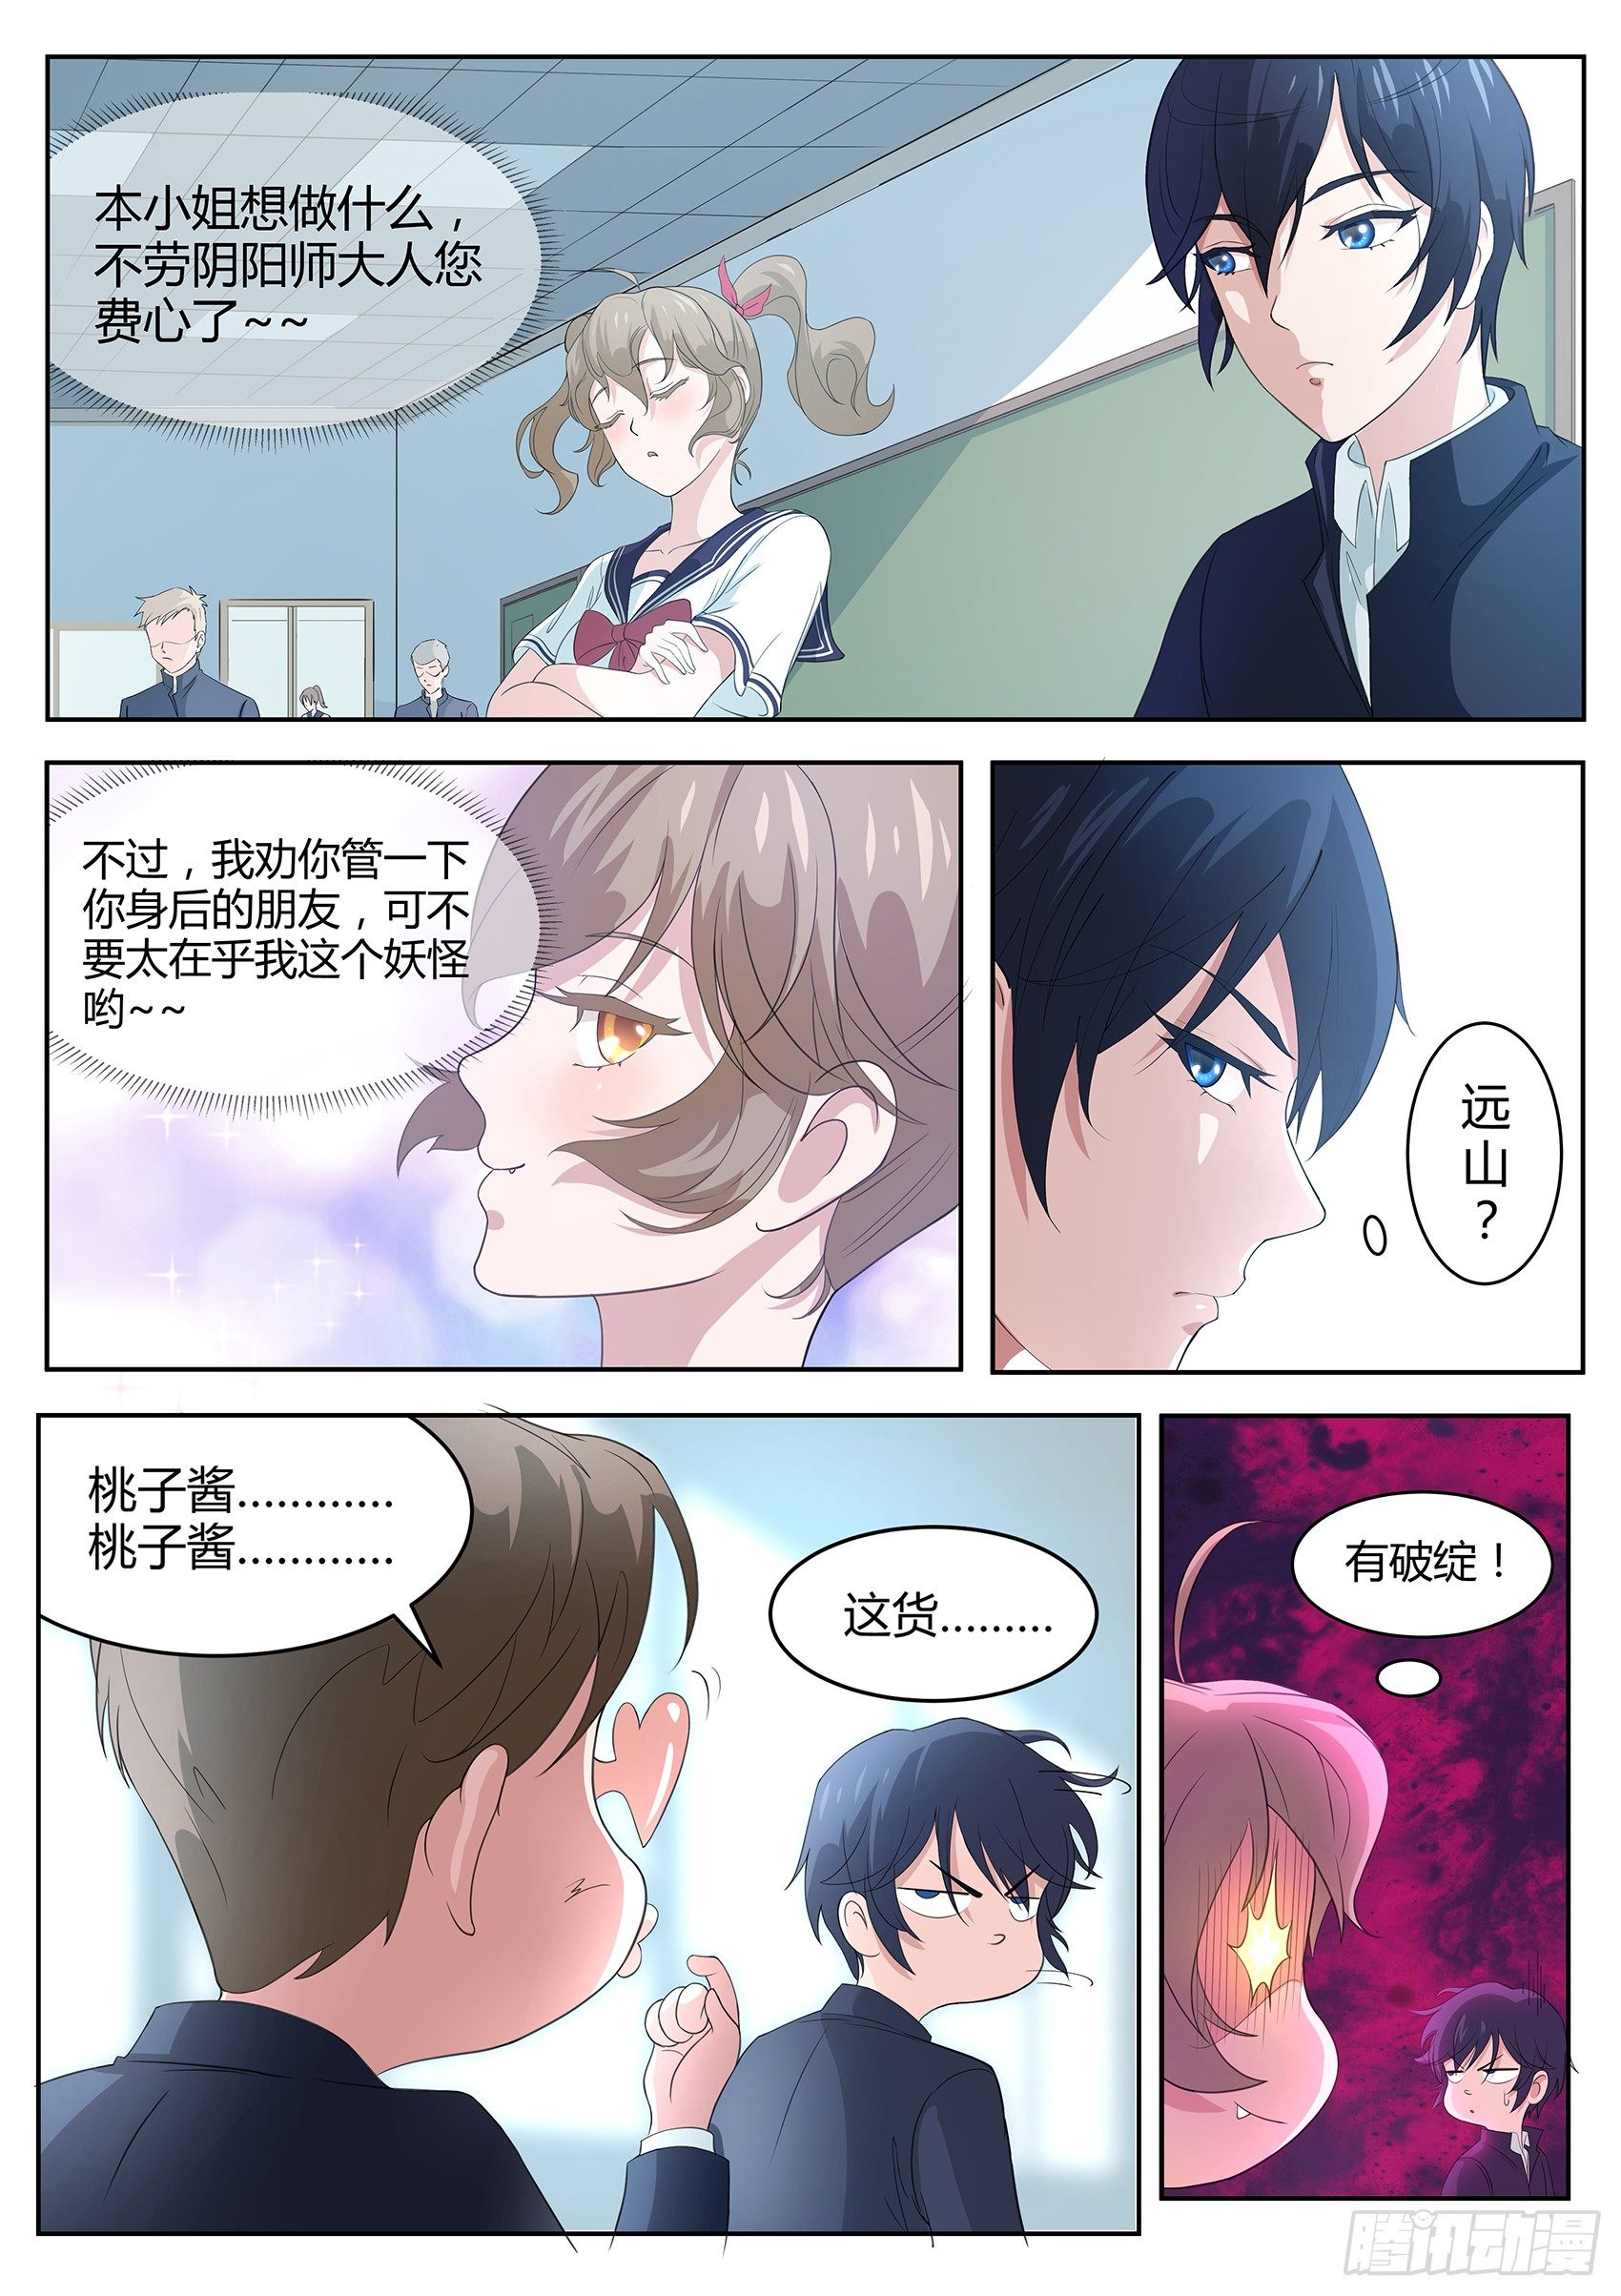 本小姐想做什么，
不劳阴阳师大人您
费心了~~
不过，我劝你管一下
你身后的朋友，可不
要太在乎我这个妖怪
哟~~
远
山
？
桃子酱…………
桃子酱…………
这货………
有破绽！
腾讯动漫